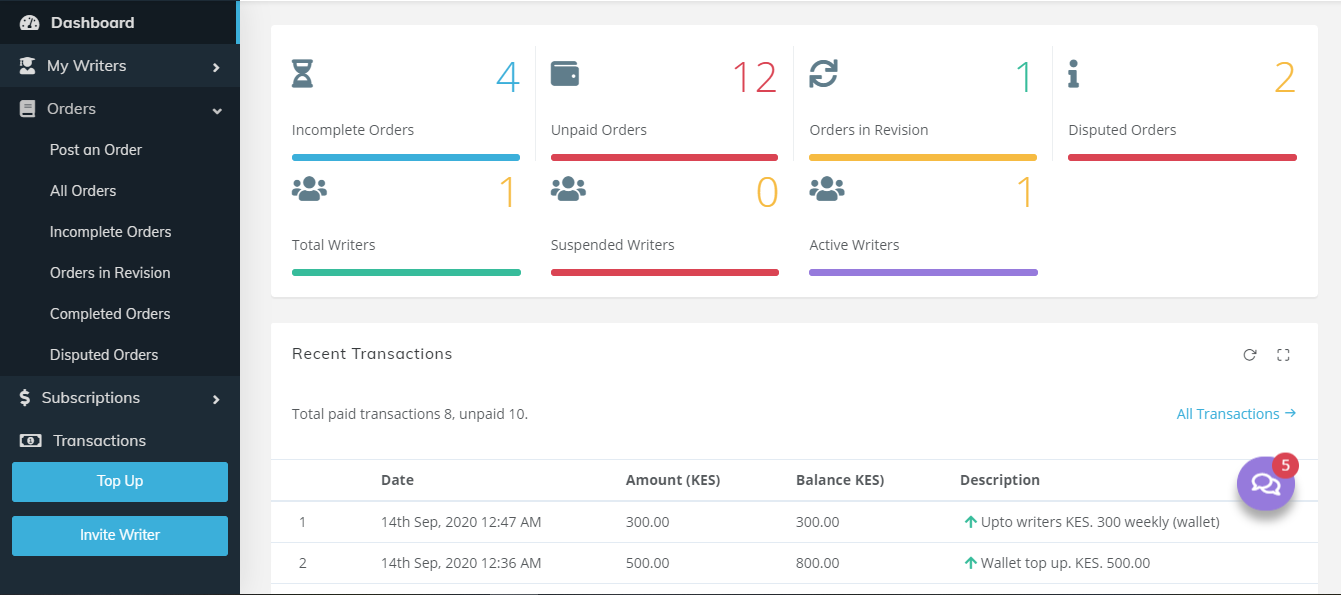 Dashboard
My Writers
Orders
Post an Order
All Orders
Incomplete Orders
Orders in Revision
Completed Orders
Disputed Orders
Subscriptions
Transactions
Top Up
Invite Writer
4 12 1 2
Incomplete Orders Unpaid Orders Orders in Revision Disputed Orders
1 0 1
Total Writers Suspended Writers Active Writers
Recent Transactions
Total paid transactions 8, unpaid 10. All Transactions
Date Amount (KES) Balance KES) Description
5
1 14th Sep, 2020 12:47 AM 300.00 300.00 Upto writers KES. 300 weekly (wallet)
2 14th Sep, 2020 12:36 AM 500.00 800.00 Wallet top up. KES. 500.00